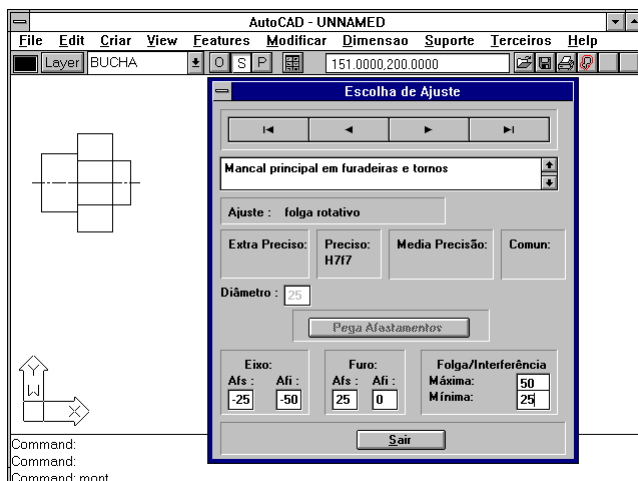 AutoCAD - UNNAMED
File Edit Criar View Features Modificar Dimensao Suporte Terceiros Help
Layer BUCHA O S P 151.0000,200.0000
Escolha de Ajuste
Mancal principal em furadeiras e tornos
Ajuste : folga rotativo
Extra Preciso: Preciso: Media Precisão: Comun:
H7f7
Diâmetro : 25
Pega Afastamentos
Eixo: Furo: Folga/Interferência
Afs : Afi : Afs : Afi : Máxima: 50
-25 -50 25 0 Mínima: 25
Sair
Y
W
X
Command:
Command:
Command: mont